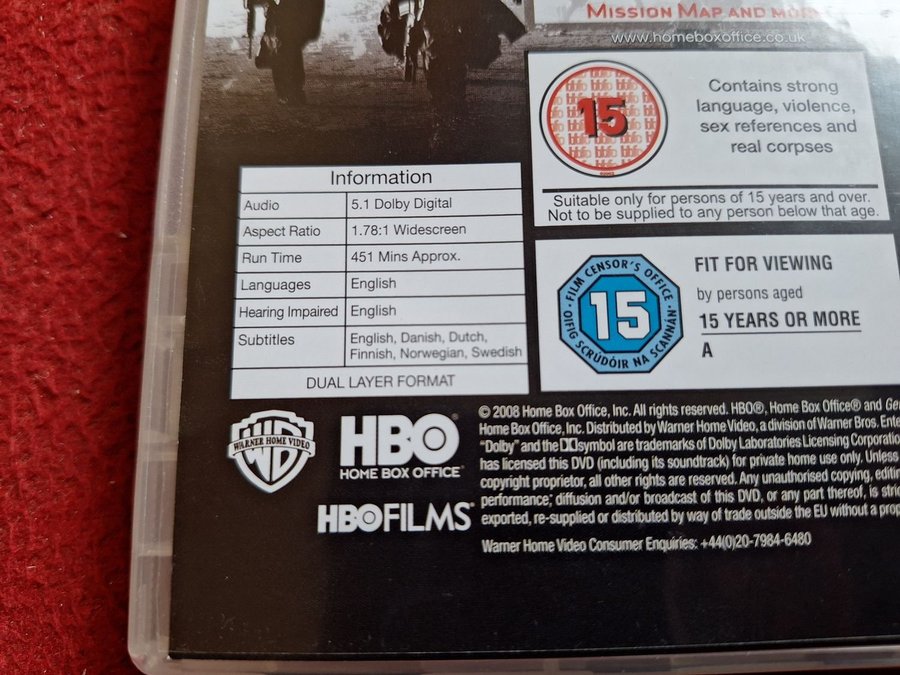 MISSION MAP AND MORE
www.homeboxoffice.co.uk
15
Contains strong
language, violence,
sex references and
real corpses
Suitable only for persons of 15 years and over.
Not to be supplied to any person below that age.
Information
Audio 5.1 Dolby Digital
Aspect Ratio 1.78:1 Widescreen
Run Time 451 Mins Approx.
Languages English
Hearing Impaired English
Subtitles English, Danish, Dutch,
Finnish, Norwegian, Swedish
DUAL LAYER FORMAT
· FILM CENSOR'S OFFICE ·
15
OIFIG SCRÚDÓIR NA SCANNÁN
FIT FOR VIEWING
by persons aged
15 YEARS OR MORE
A
WARNER HOME VIDEO
HBO®
HOME BOX OFFICE®
HBOFILMS®
© 2008 Home Box Office, Inc. All rights reserved. HBO®, Home Box Office® and
Home Box Office, Inc. Distributed by Warner Home Video, a division of Warner Bros.
"Dolby" and the symbol are trademarks of Dolby Laboratories Licensing
has licensed this DVD (including its soundtrack) for private home use only. Unless
copyright proprietor, all other rights are reserved. Any unauthorised copying,
performance, diffusion and/or broadcast of this DVD, or any part thereof, is
exported, re-supplied or distributed by way of trade outside the EU without a
Warner Home Video Consumer Enquiries: +44(0)20-7984-6480